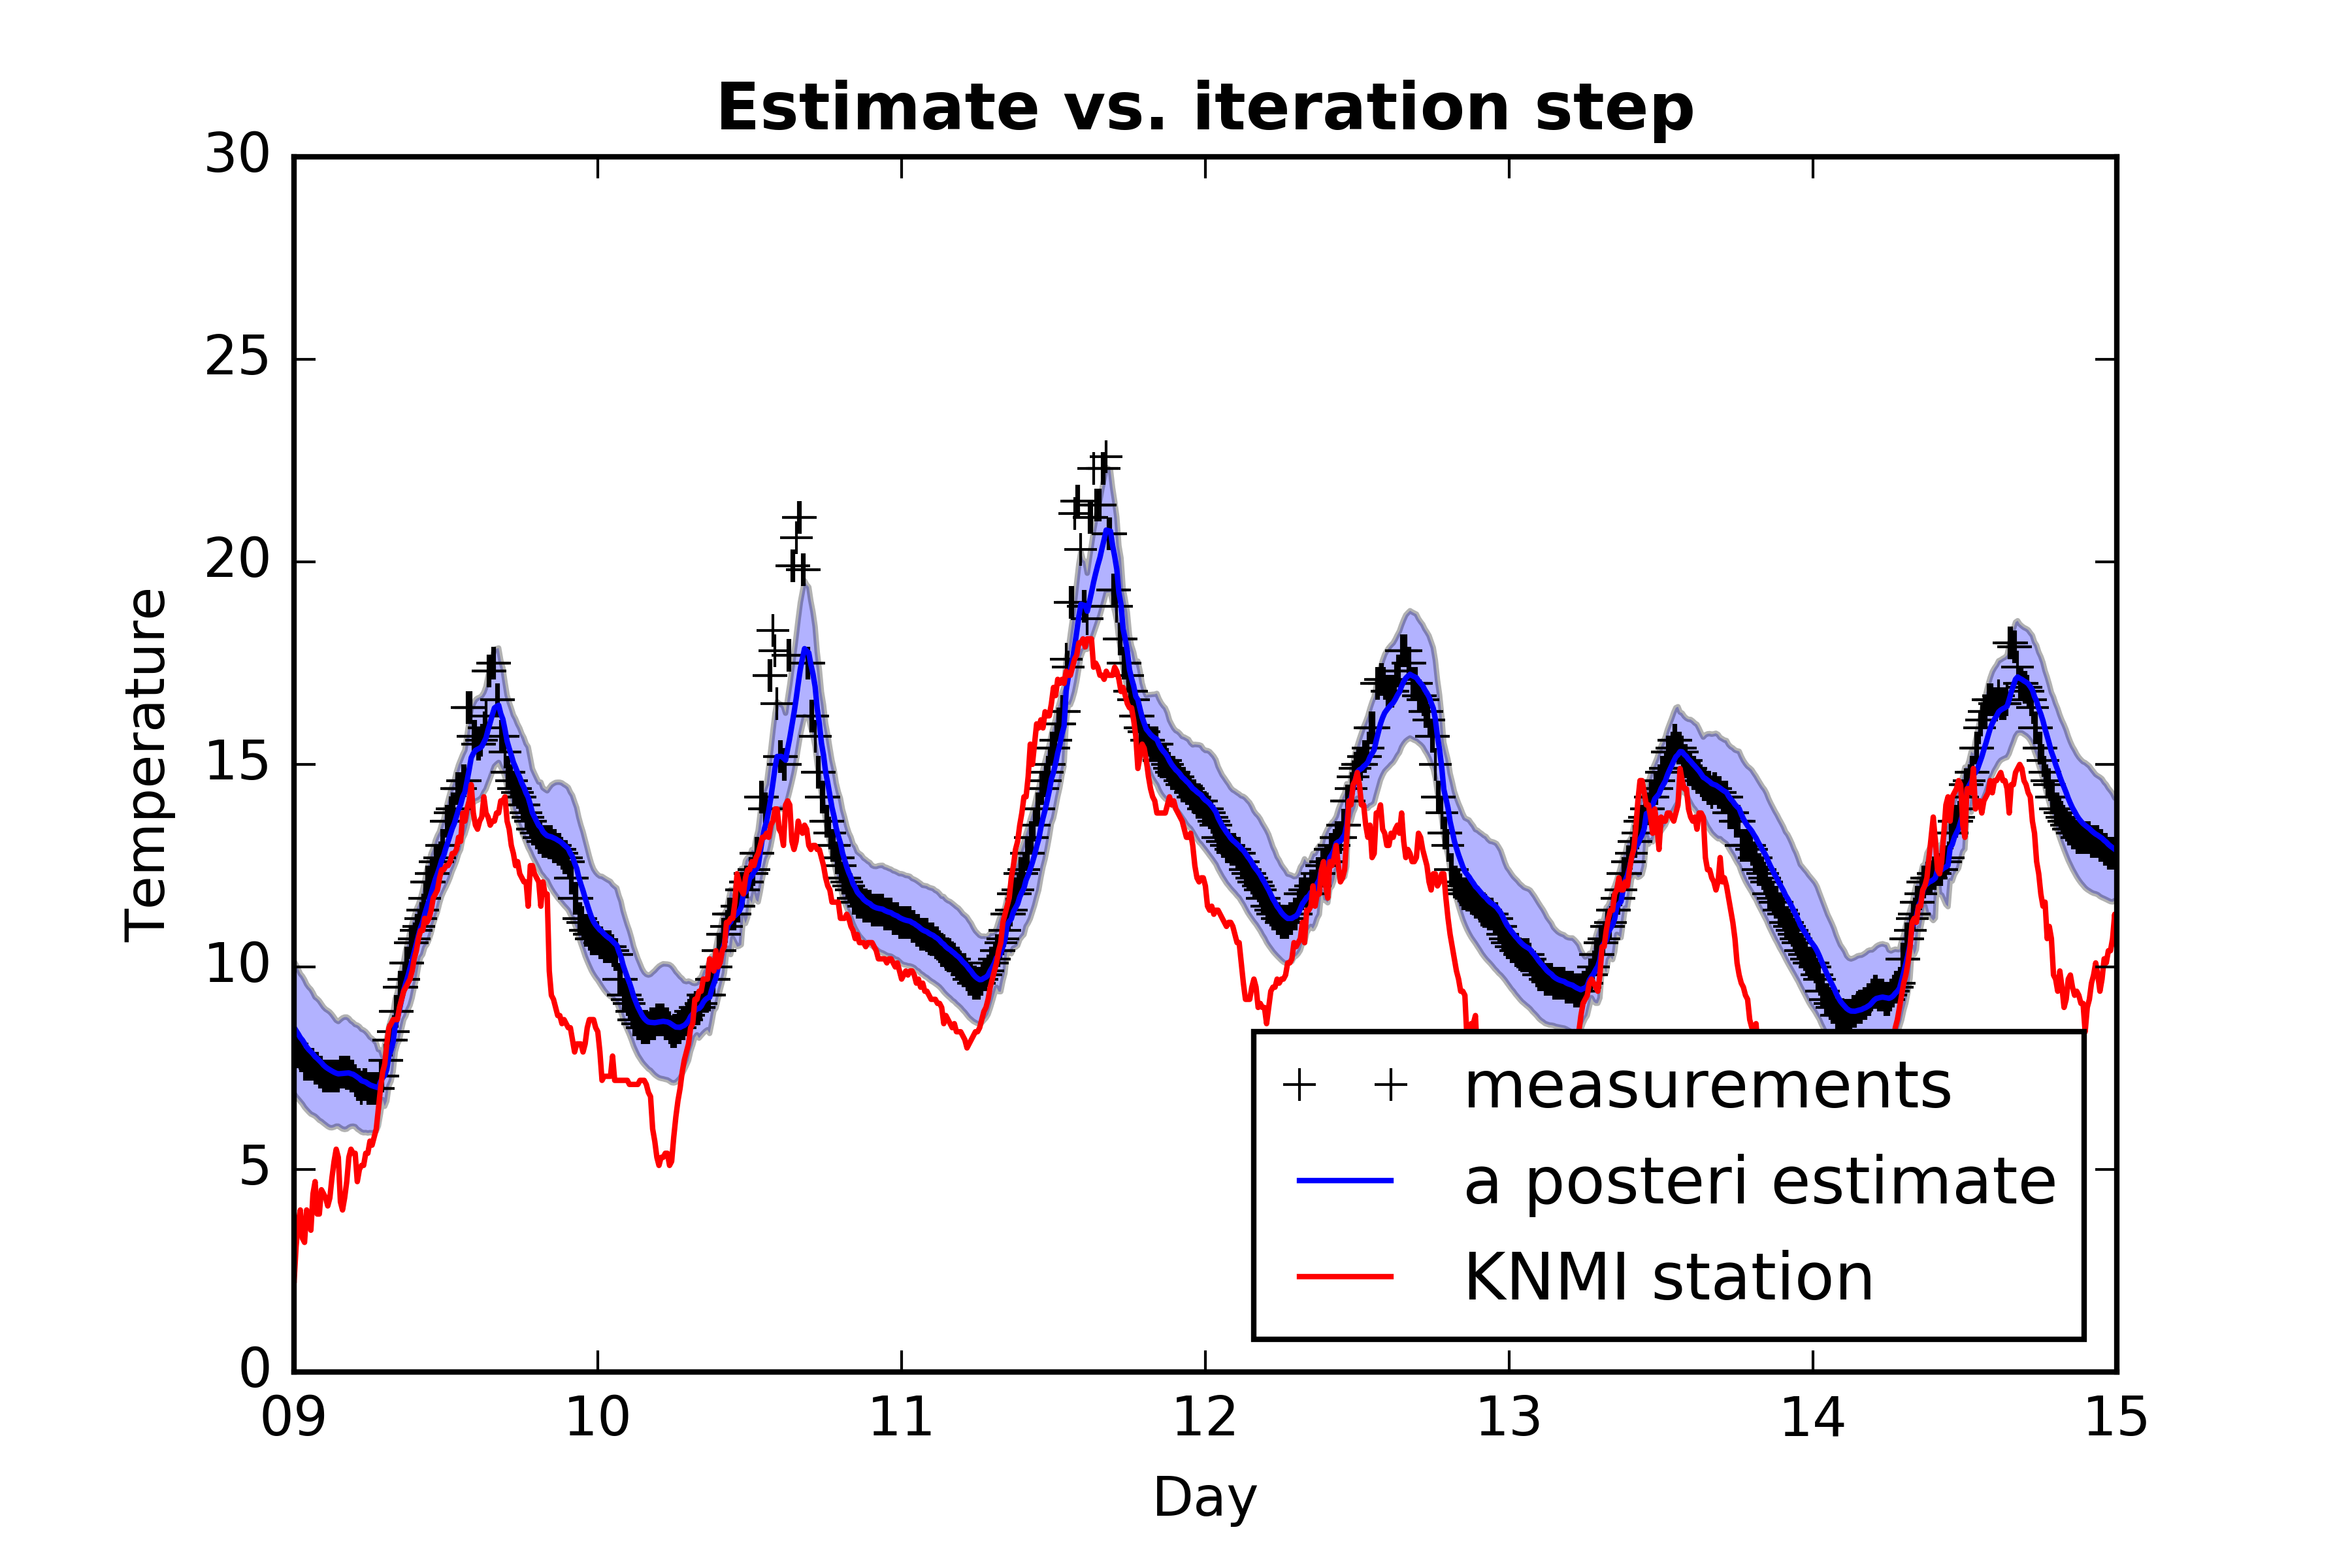 Estimate vs. iteration step
30
25
20
15
10
5
0
Temperature
measurements
a posteri estimate
KNMI station
09 10 11 12 13 14 15
Day